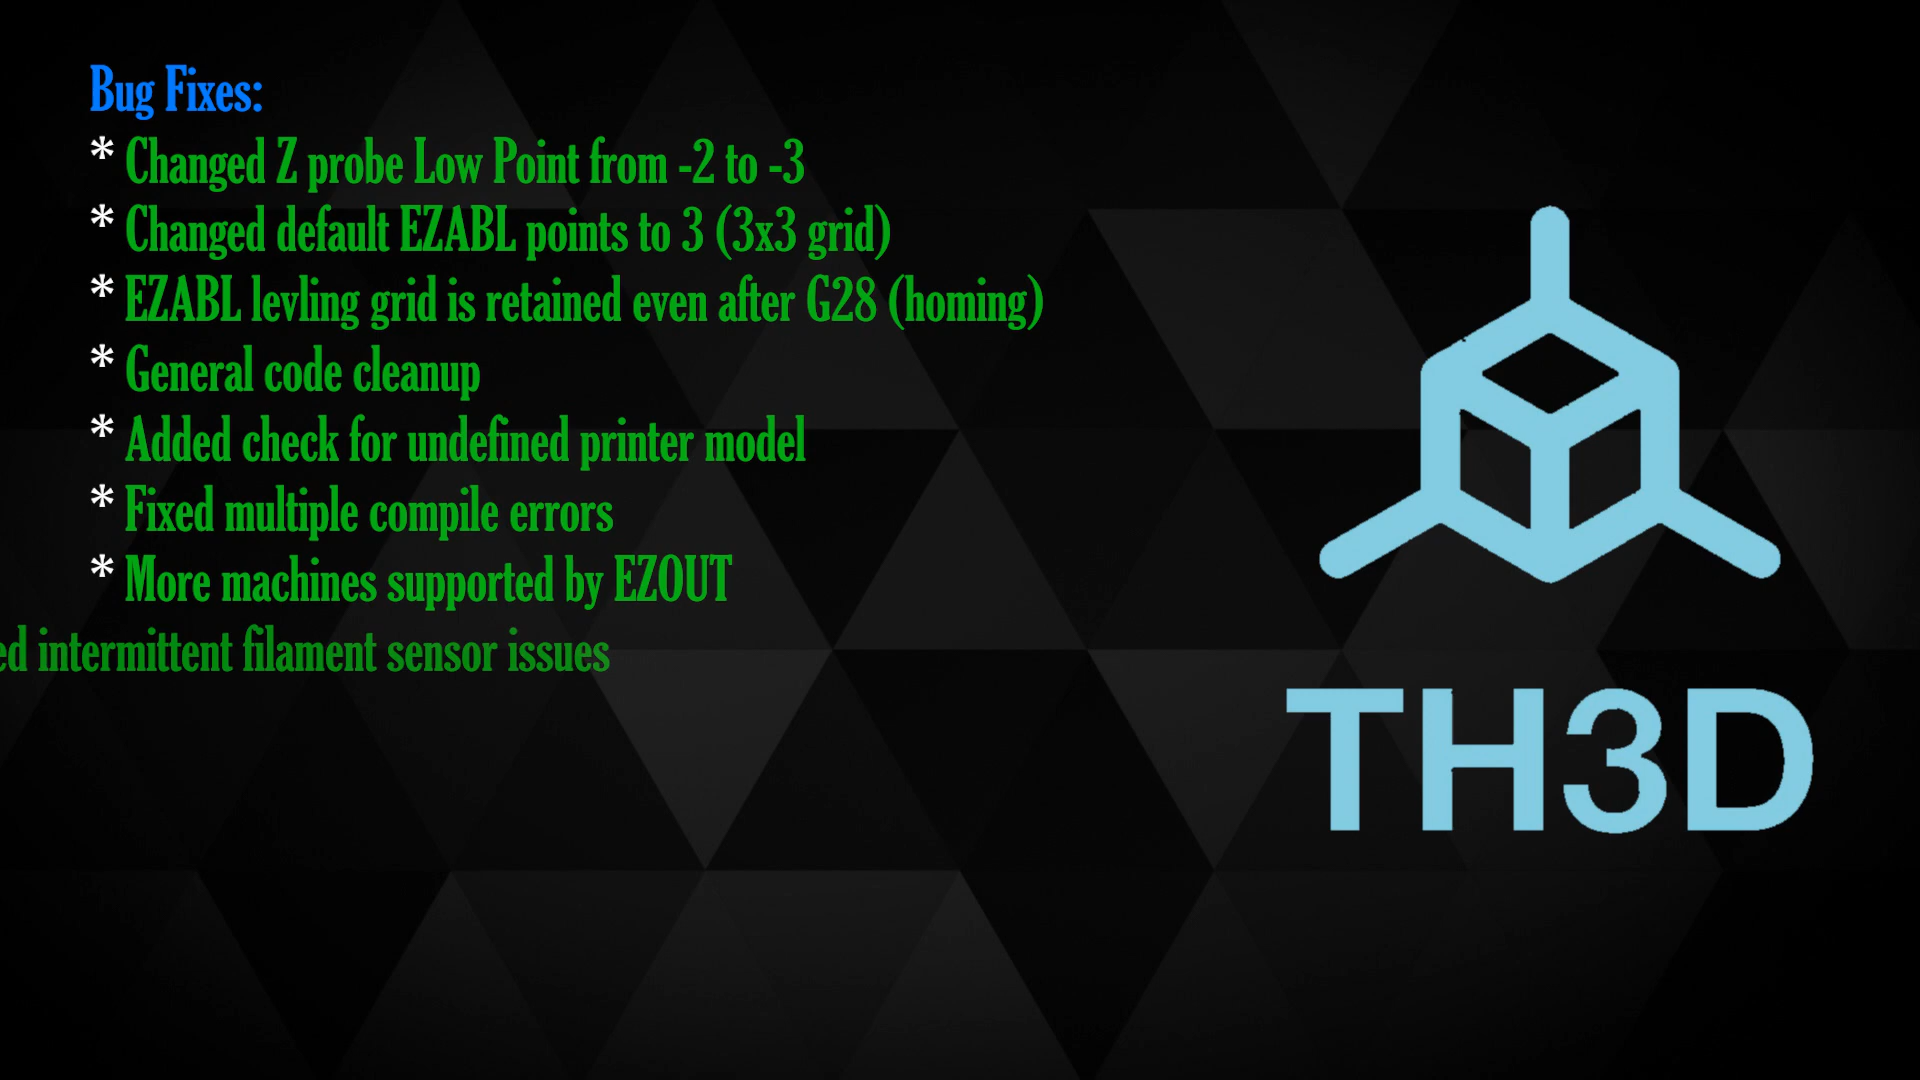 Bug Fixes:
* Changed Z probe Low Point from -2 to -3
* Changed default EZABL points to 3 (3x3 grid)
* EZABL levling grid is retained even after G28 (homing)
* General code cleanup
* Added check for undefined printer model
* Fixed multiple compile errors
* More machines supported by EZOUT
ed intermittent filament sensor issues
TH3D